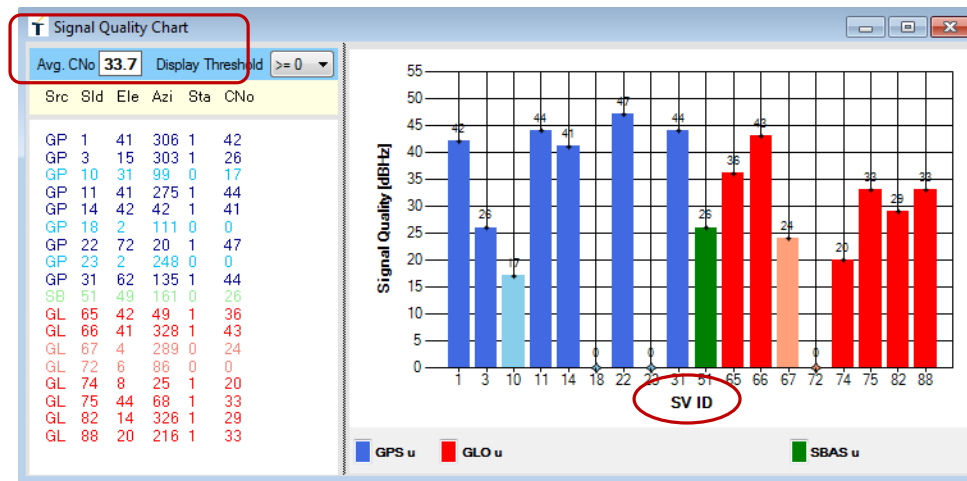 T Signal Quality Chart
Avg. CNo 33.7 Display Threshold >= 0
Src Sld Ele Azi Sta CNo
GP 1 41 306 1 42
GP 3 15 303 1 26
GP 10 31 99 0 17
GP 11 41 275 1 44
GP 14 42 42 1 41
GP 18 2 111 0 0
GP 22 72 20 1 47
GP 23 2 248 0 0
GP 31 62 135 1 44
SB 51 49 161 0 26
GL 65 42 49 1 36
GL 66 41 328 1 43
GL 67 4 289 0 24
GL 72 6 86 0 0
GL 74 8 25 1 20
GL 75 44 68 1 33
GL 82 14 326 1 29
GL 88 20 216 1 33
Signal Quality [dBHz]
55
50
45
40
35
30
25
20
15
10
5
0
42 26 17 44 41 0 47 0 44 26 36 43 24 0 20 33 29 33
1 3 10 11 14 18 22 23 31 51 65 66 67 72 74 75 82 88
SV ID
GPS u GLO u SBAS u